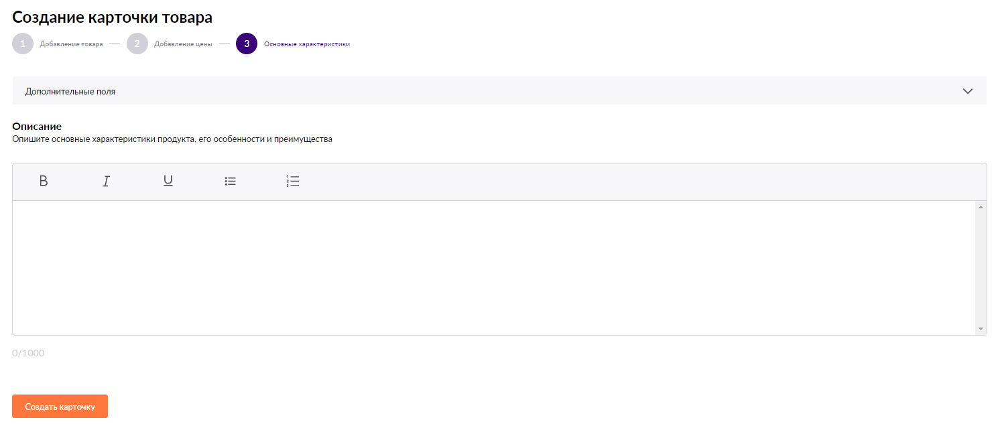 Создание карточки товара
1 Добавление товара 2 Добавление цены 3 Основные характеристики
Дополнительные поля
Описание
Опишите основные характеристики продукта, его особенности и преимущества
B I U
0/1000
Создать карточку